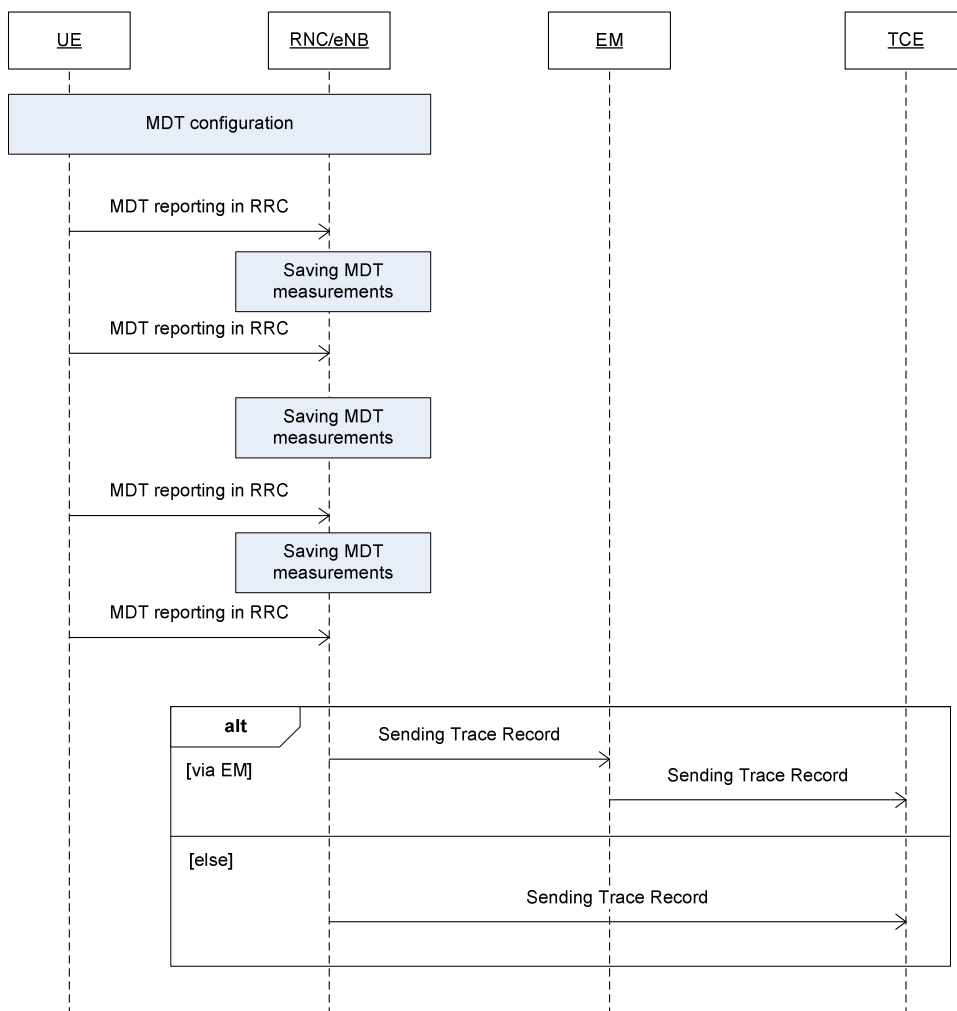 UE
RNC/eNB
EM
TCE
MDT configuration
MDT reporting in RRC
Saving MDT
measurements
MDT reporting in RRC
Saving MDT
measurements
MDT reporting in RRC
Saving MDT
measurements
MDT reporting in RRC
alt
Sending Trace Record
[via EM]
Sending Trace Record
[else]
Sending Trace Record